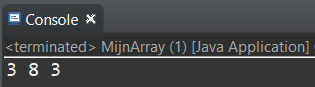 Console
<terminated> MijnArray (1) [Java Application]
3 8 3